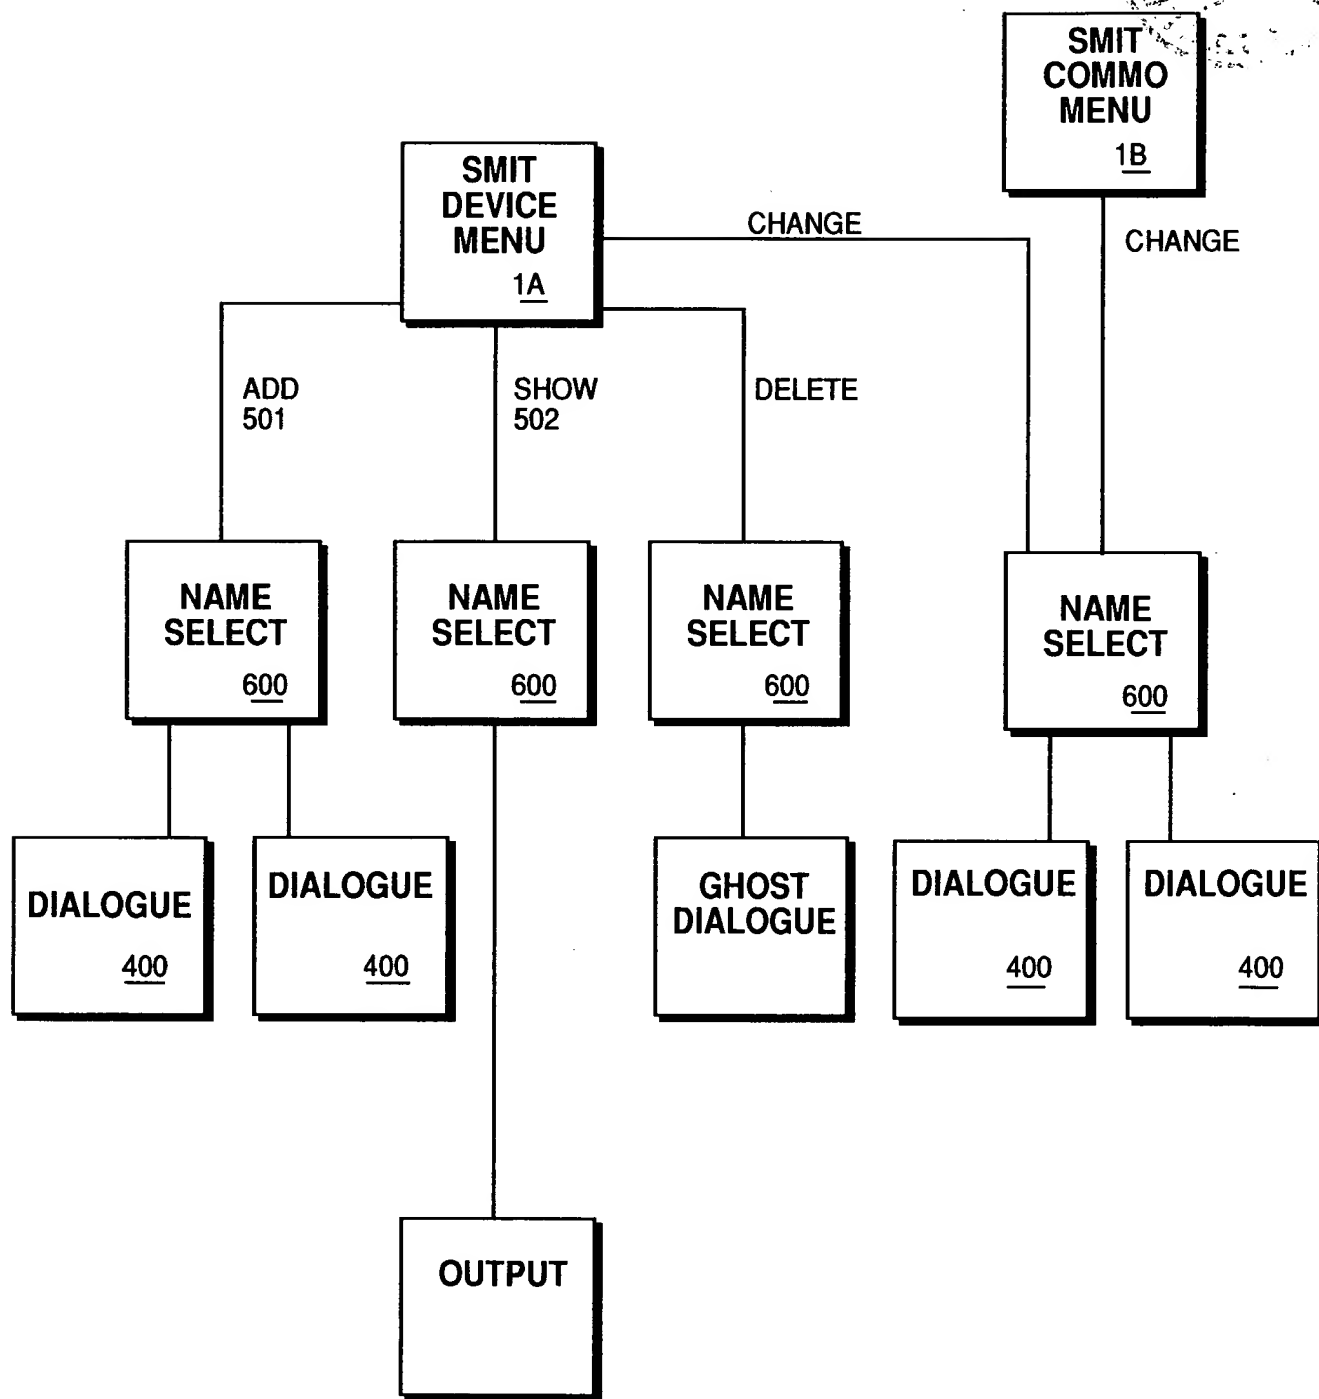 SMIT
COMMO
MENU
1B
SMIT
DEVICE
MENU
1A
CHANGE
CHANGE
ADD
501
SHOW
502
DELETE
NAME
SELECT
600
NAME
SELECT
600
NAME
SELECT
600
NAME
SELECT
600
DIALOGUE
400
DIALOGUE
400
GHOST
DIALOGUE
DIALOGUE
400
DIALOGUE
400
OUTPUT